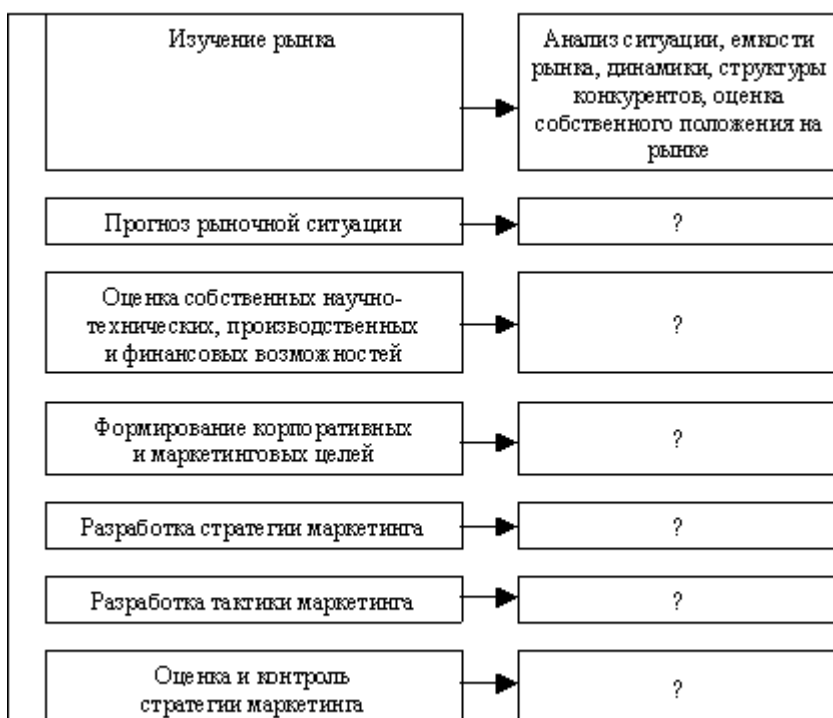 Изучение рынка
Анализ ситуации, емкости
рынка, динамики, структуры
конкурентов, оценка
собственного положения на
рынке
Прогноз рыночной ситуации
?
Оценка собственных научно-
технических, производственных
и финансовых возможностей
?
Формирование корпоративных
и маркетинговых целей
?
Разработка стратегии маркетинга
?
Разработка тактики маркетинга
?
Оценка и контроль
стратегии маркетинга
?